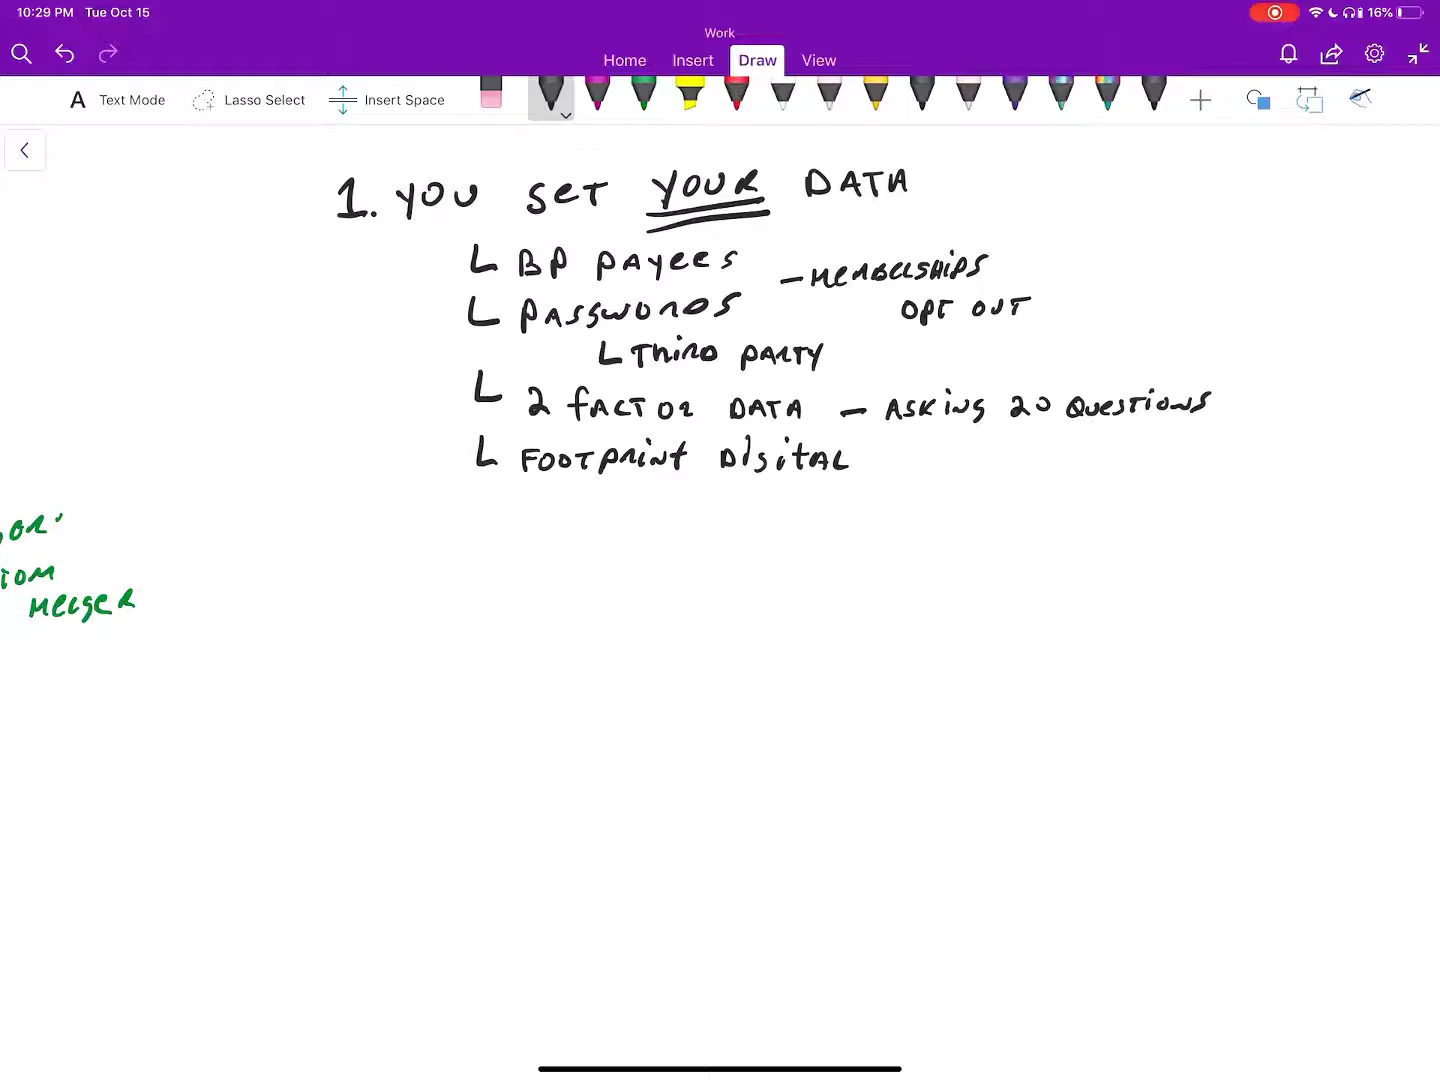 10:29 PM Tue Oct 15 16%
Work
Home Insert Draw View
A Text Mode Lasso Select Insert Space
1. YOU SET YOUR DATA
BP PAYEES
- MEMBERSHIPS
OPT OUT
PASSWORDS
THIRD PARTY
2 FACTOR DATA - ASKING 20 QUESTIONS
FOOTPRINT DIGITAL
MERGER